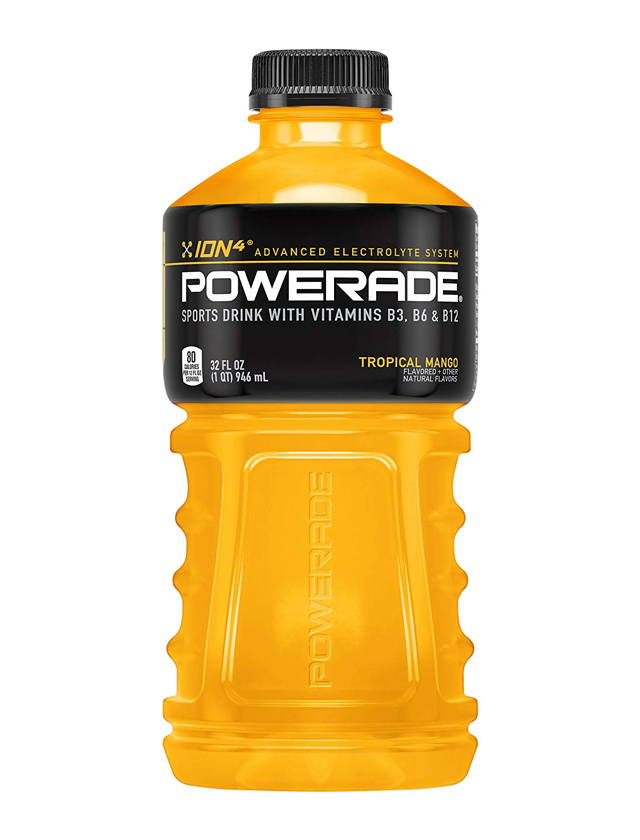 ION4® ADVANCED ELECTROLYTE SYSTEM
POWERADE®
SPORTS DRINK WITH VITAMINS B3, B6 & B12
80
CALORIES
PER 12 FL OZ
SERVING
32 FL OZ
(1 QT) 946 mL
TROPICAL MANGO
FLAVORED + OTHER
NATURAL FLAVORS
POWERADE